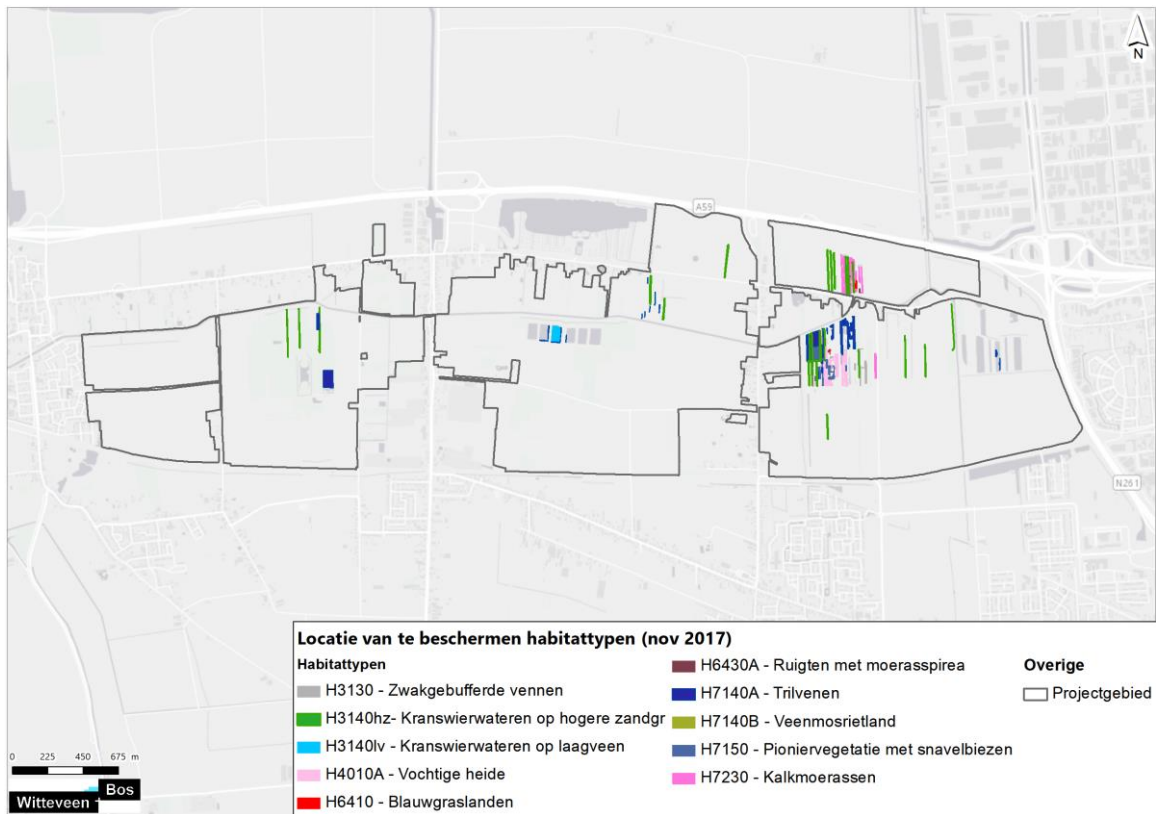 N
A59
N261
Locatie van te beschermen habitattypen (nov 2017)
Habitattypen
H3130 - Zwakgebufferde vennen
H3140hz- Kranswierwateren op hogere zandgr
H3140lv - Kranswierwateren op laagveen
H4010A - Vochtige heide
H6410 - Blauwgraslanden
H6430A - Ruigten met moerasspirea
H7140A - Trilvenen
H7140B - Veenmosrietland
H7150 - Pioniervegetatie met snavelbiezen
H7230 - Kalkmoerassen
Overige
Projectgebied
0 225 450 675 m
Witteveen + Bos